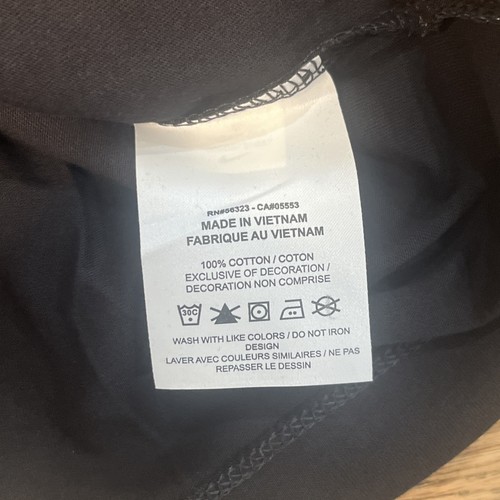 RN#56323 - CA#05553
MADE IN VIETNAM
FABRIQUE AU VIETNAM
100% COTTON / COTON
EXCLUSIVE OF DECORATION /
DECORATION NON COMPRISE
30C
WASH WITH LIKE COLORS / DO NOT IRON
DESIGN
LAVER AVEC COULEURS SIMILAIRES / NE PAS
REPASSER LE DESSIN